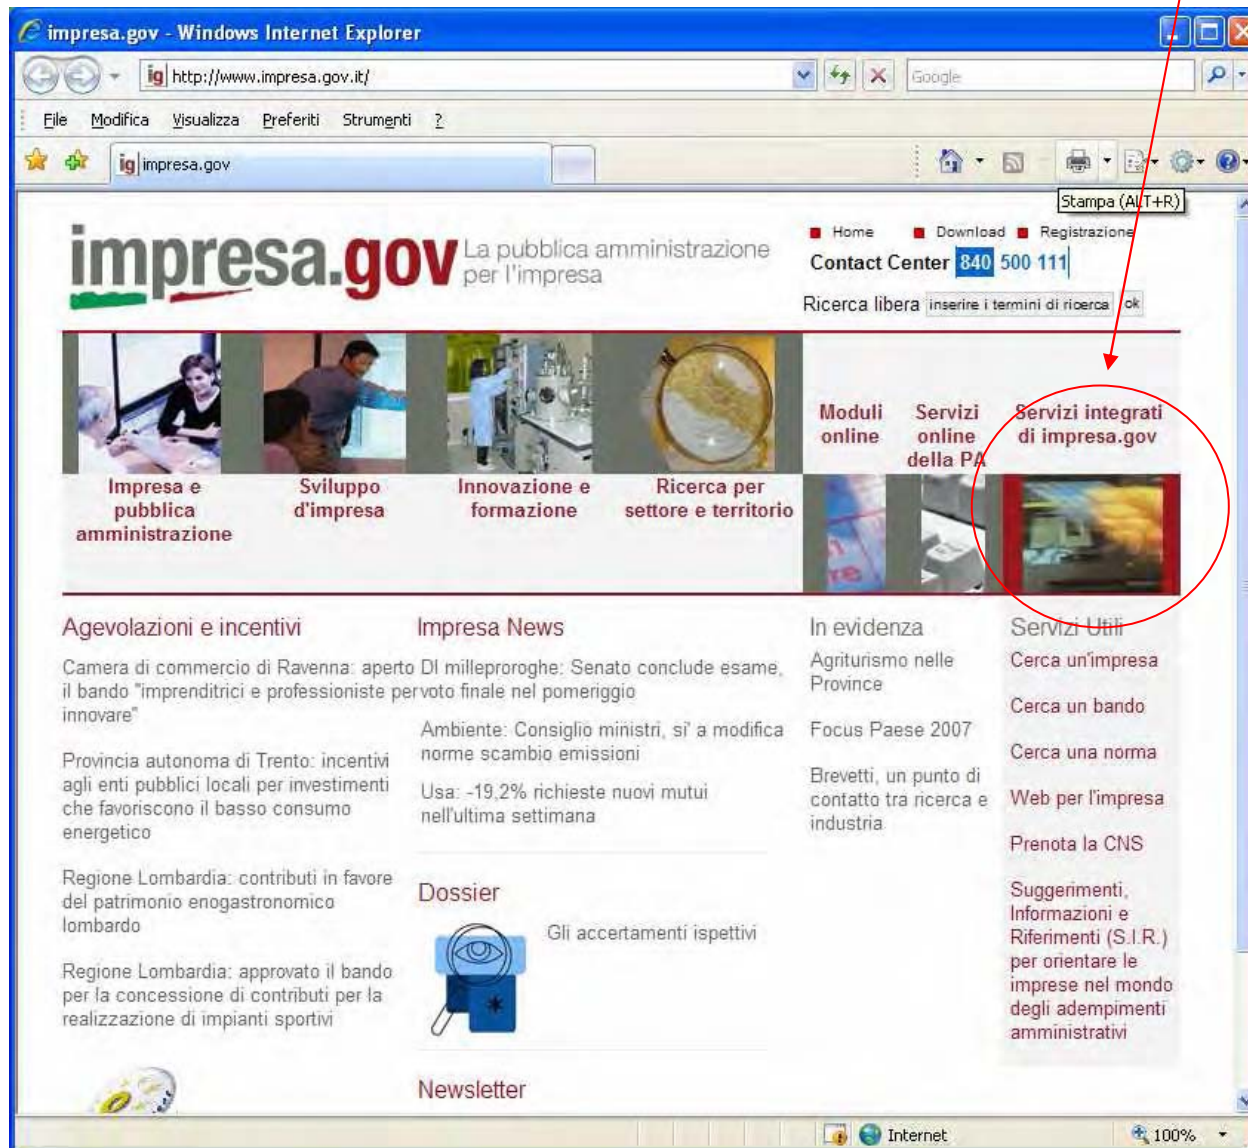 impresa.gov - Windows Internet Explorer
ig http://www.impresa.gov.it/
Google
File Modifica Visualizza Preferiti Strumenti ?
ig impresa.gov
Stampa (ALT+R)
impresa.gov
La pubblica amministrazione
per l'impresa
Home Download Registrazione
Contact Center 840 500 111
Ricerca libera inserire i termini di ricerca ok
Impresa e
pubblica
amministrazione
Sviluppo
d'impresa
Innovazione e
formazione
Ricerca per
settore e territorio
Moduli
online
Servizi
online
della PA
Servizi integrati
di impresa.gov
Agevolazioni e incentivi
Camera di commercio di Ravenna: aperto
il bando "imprenditrici e professioniste per
innovare"
Provincia autonoma di Trento: incentivi
agli enti pubblici locali per investimenti
che favoriscono il basso consumo
energetico
Regione Lombardia: contributi in favore
del patrimonio enogastronomico
lombardo
Regione Lombardia: approvato il bando
per la concessione di contributi per la
realizzazione di impianti sportivi
Impresa News
Dl milleproroghe: Senato conclude esame,
voto finale nel pomeriggio
Ambiente: Consiglio ministri, si' a modifica
norme scambio emissioni
Usa: -19,2% richieste nuovi mutui
nell'ultima settimana
Dossier
Gli accertamenti ispettivi
Newsletter
In evidenza
Agriturismo nelle
Province
Focus Paese 2007
Brevetti, un punto di
contatto tra ricerca e
industria
Servizi Utili
Cerca un'impresa
Cerca un bando
Cerca una norma
Web per l'impresa
Prenota la CNS
Suggerimenti,
Informazioni e
Riferimenti (S.I.R.)
per orientare le
imprese nel mondo
degli adempimenti
amministrativi
Internet
100%